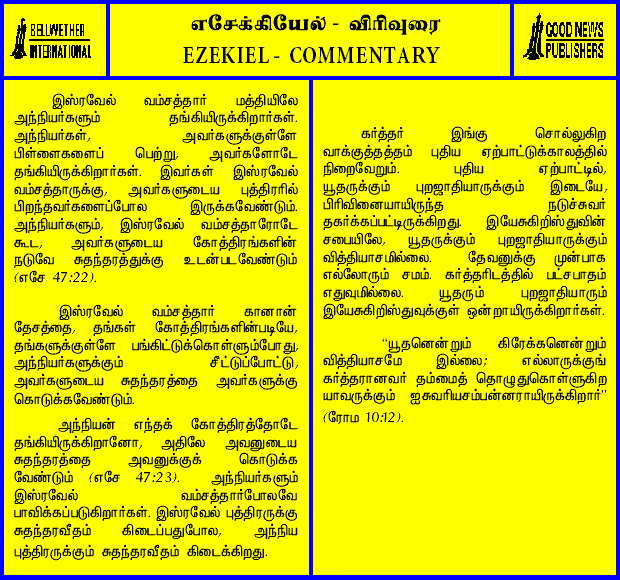 BELLWETHER
INTERNATIONAL
எசேக்கியேல் - விரிவுரை
EZEKIEL - COMMENTARY
GOOD NEWS
PUBLISHERS
இஸ்ரவேல் வம்சத்தார் மத்தியிலே
அந்நியர்களும் தங்கியிருக்கிறார்கள்.
அந்நியர்கள், அவர்களுக்குள்ளே
பிள்ளைகளைப் பெற்று, அவர்களோடே
தங்கியிருக்கிறார்கள். இவர்கள் இஸ்ரவேல்
வம்சத்தாருக்கு, அவர்களுடைய புத்திரரில்
பிறந்தவர்களைப்போல இருக்கவேண்டும்.
அந்நியர்களும், இஸ்ரவேல் வம்சத்தாரோடே
கூட, அவர்களுடைய கோத்திரங்களின்
நடுவே சுதந்தரத்துக்கு உடன்படவேண்டும்
(எசே 47:22).
இஸ்ரவேல் வம்சத்தார் கானான்
தேசத்தை, தங்கள் கோத்திரங்களின்படியே,
தங்களுக்குள்ளே பங்கிட்டுக்கொள்ளும்போது,
அந்நியர்களுக்கும் சீட்டுப்போட்டு,
அவர்களுடைய சுதந்தரத்தை அவர்களுக்கு
கொடுக்கவேண்டும்.
அந்நியன் எந்தக் கோத்திரத்தோடே
தங்கியிருக்கிறானோ, அதிலே அவனுடைய
சுதந்தரத்தை அவனுக்குக் கொடுக்க
வேண்டும் (எசே 47:23). அந்நியர்களும்
இஸ்ரவேல் வம்சத்தார்போலவே
பாவிக்கப்படுகிறார்கள். இஸ்ரவேல் புத்திரருக்கு
சுதந்தரவீதம் கிடைப்பதுபோல, அந்நிய
புத்திரருக்கும் சுதந்தரவீதம் கிடைக்கிறது.
கர்த்தர் இங்கு சொல்லுகிற
வாக்குத்தத்தம் புதிய ஏற்பாட்டுக்காலத்தில்
நிறைவேறும். புதிய ஏற்பாட்டில்,
யூதருக்கும் புறஜாதியாருக்கும் இடையே,
பிரிவினையாயிருந்த நடுச்சுவர்
தகர்க்கப்பட்டிருக்கிறது. இயேசுகிறிஸ்துவின்
சபையிலே, யூதருக்கும் புறஜாதியாருக்கும்
வித்தியாசமில்லை. தேவனுக்கு முன்பாக
எல்லோரும் சமம். கர்த்தரிடத்தில் பட்சபாதம்
எதுவுமில்லை. யூதரும் புறஜாதியாரும்
இயேசுகிறிஸ்துவுக்குள் ஒன்றாயிருக்கிறார்கள்.
“யூதனென்றும் கிரேக்கனென்றும்
வித்தியாசமே இல்லை; எல்லாருக்குங்
கர்த்தரானவர் தம்மைத் தொழுதுகொள்ளுகிற
யாவருக்கும் ஐசுவரியசம்பன்னராயிருக்கிறார்”
(ரோம 10:12).